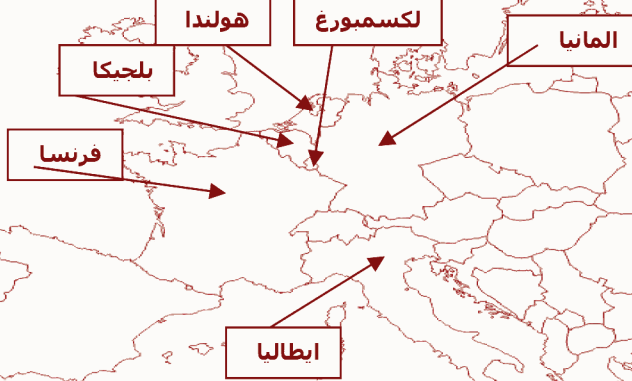 هولندا
لكسمبورغ
المانيا
بلجيكا
فرنسا
ايطاليا